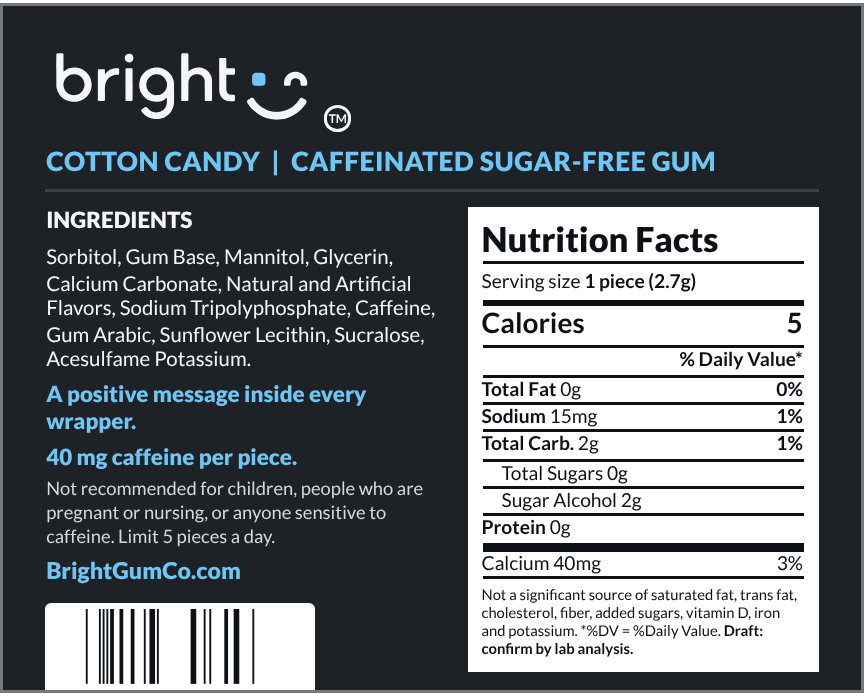 bright
TM
COTTON CANDY | CAFFEINATED SUGAR-FREE GUM
INGREDIENTS
Sorbitol, Gum Base, Mannitol, Glycerin,
Calcium Carbonate, Natural and Artificial
Flavors, Sodium Tripolyphosphate, Caffeine,
Gum Arabic, Sunflower Lecithin, Sucralose,
Acesulfame Potassium.
A positive message inside every
wrapper.
40 mg caffeine per piece.
Not recommended for children, people who are
pregnant or nursing, or anyone sensitive to
caffeine. Limit 5 pieces a day.
BrightGumCo.com
Nutrition Facts
Serving size 1 piece (2.7g)
Calories 5
% Daily Value*
Total Fat 0g 0%
Sodium 15mg 1%
Total Carb. 2g 1%
Total Sugars 0g
Sugar Alcohol 2g
Protein 0g
Calcium 40mg 3%
Not a significant source of saturated fat, trans fat,
cholesterol, fiber, added sugars, vitamin D, iron
and potassium. *%DV = %Daily Value. Draft:
confirm by lab analysis.